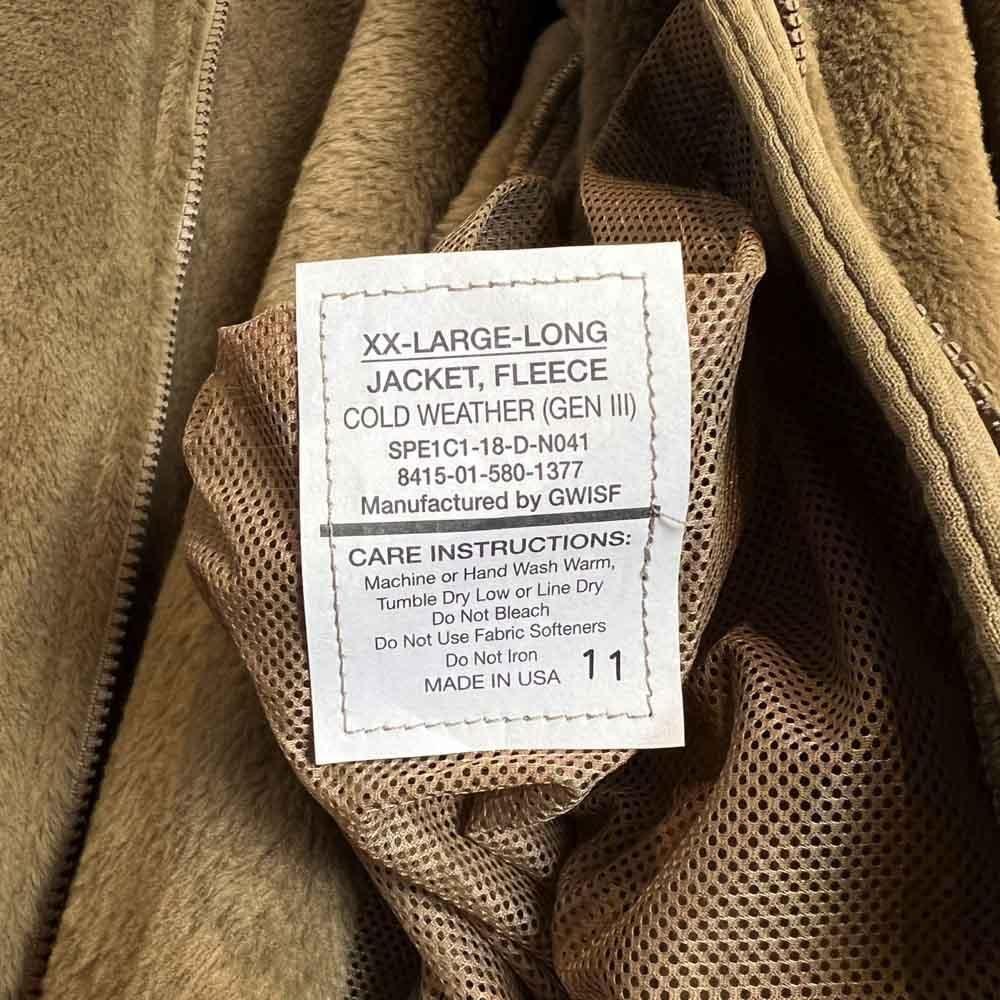 XX-LARGE-LONG
JACKET, FLEECE
COLD WEATHER (GEN III)
SPE1C1-18-D-N041
8415-01-580-1377
Manufactured by GWISF
CARE INSTRUCTIONS:
Machine or Hand Wash Warm,
Tumble Dry Low or Line Dry
Do Not Bleach
Do Not Use Fabric Softeners
Do Not Iron
MADE IN USA 11